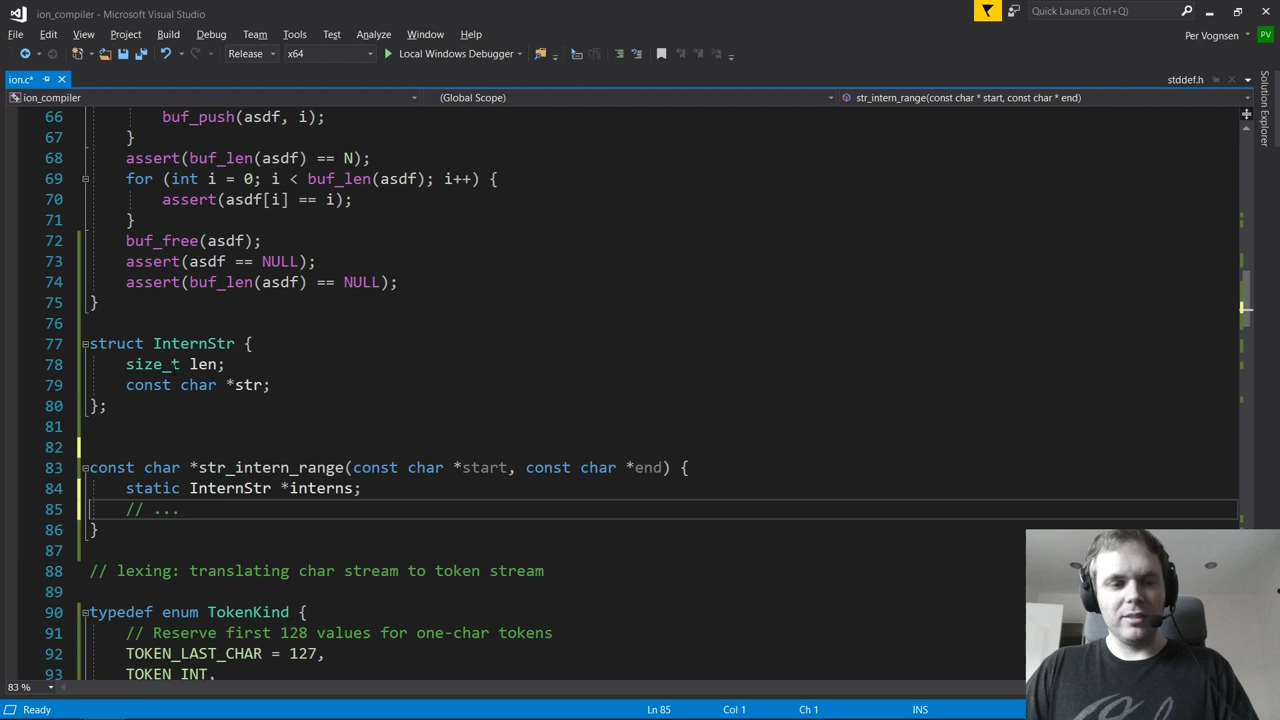 ion_compiler - Microsoft Visual Studio
Quick Launch (Ctrl+Q)
File Edit View Project Build Debug Team Tools Test Analyze Window Help
Per Vognsen PV
Release x64 Local Windows Debugger
ion.c* stddef.h
ion_compiler (Global Scope) str_intern_range(const char * start, const char * end)
Solution Explorer
66 buf_push(asdf, i);
67 }
68 assert(buf_len(asdf) == N);
69 for (int i = 0; i < buf_len(asdf); i++) {
70 assert(asdf[i] == i);
71 }
72 buf_free(asdf);
73 assert(asdf == NULL);
74 assert(buf_len(asdf) == NULL);
75 }
76
77 struct InternStr {
78 size_t len;
79 const char *str;
80 };
81
82
83 const char *str_intern_range(const char *start, const char *end) {
84 static InternStr *interns;
85 // ...
86 }
87
88 // lexing: translating char stream to token stream
89
90 typedef enum TokenKind {
91 // Reserve first 128 values for one-char tokens
92 TOKEN_LAST_CHAR = 127,
93 TOKEN_INT,
83 %
Ready Ln 85 Col 1 Ch 1 INS